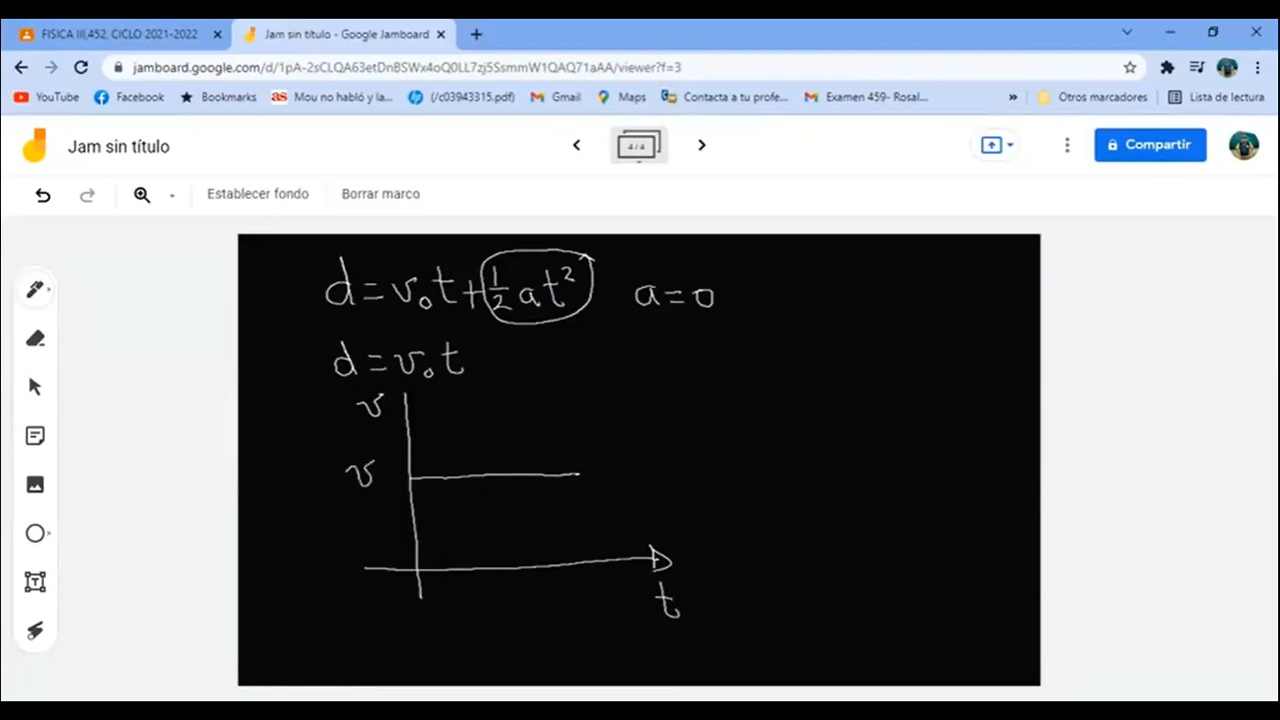 FISICA III,452, CICLO 2021-2022
Jam sin título - Google Jamboard
jamboard.google.com/d/1pA-2sCLQA63etDnBSWx4oQ0LL7zj5SsmmW1QAQ71aAA/viewer?f=3
YouTube
Facebook
Bookmarks
as Mou no habló y la...
(/c03943315.pdf)
Gmail
Maps
Contacta a tu profe...
Examen 459- Rosal...
»
Otros marcadores
Lista de lectura
Jam sin título
4 / 4
Compartir
Establecer fondo
Borrar marco
d=v₀t+½at² a=0
d=v₀t
v
v
t